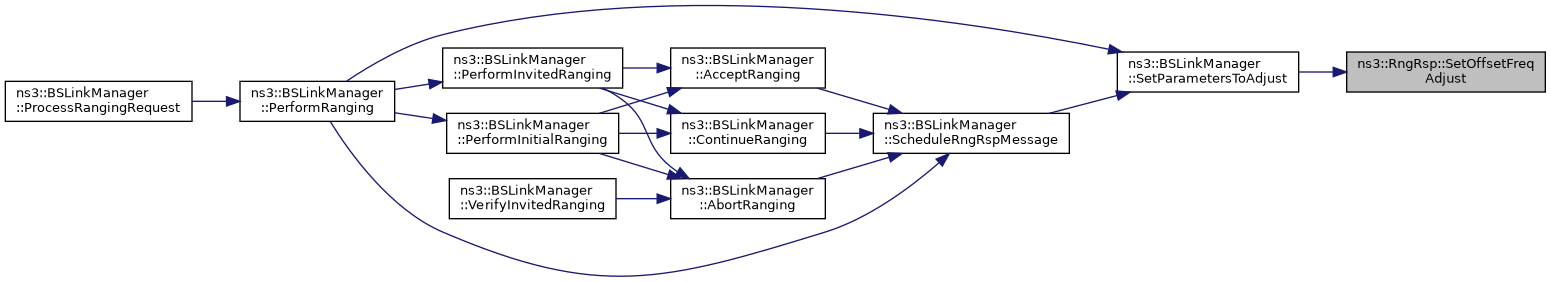 ns3::BSLinkManager
::ProcessRangingRequest
ns3::BSLinkManager
::PerformRanging
ns3::BSLinkManager
::PerformInvitedRanging
ns3::BSLinkManager
::PerformInitialRanging
ns3::BSLinkManager
::VerifyInvitedRanging
ns3::BSLinkManager
::AcceptRanging
ns3::BSLinkManager
::ContinueRanging
ns3::BSLinkManager
::AbortRanging
ns3::BSLinkManager
::ScheduleRngRspMessage
ns3::BSLinkManager
::SetParametersToAdjust
ns3::RngRsp::SetOffsetFreq
Adjust